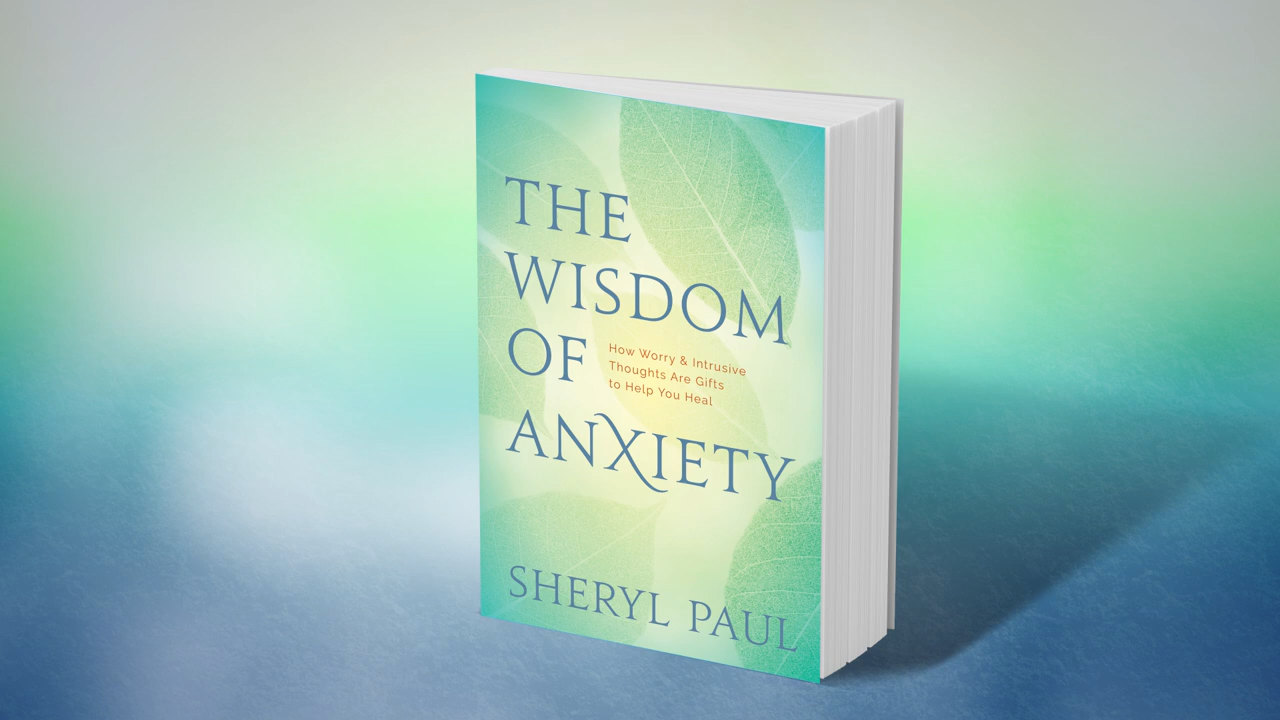 THE
WISDOM
OF
How Worry & Intrusive
Thoughts Are Gifts
to Help You Heal
ANXIETY
SHERYL PAUL